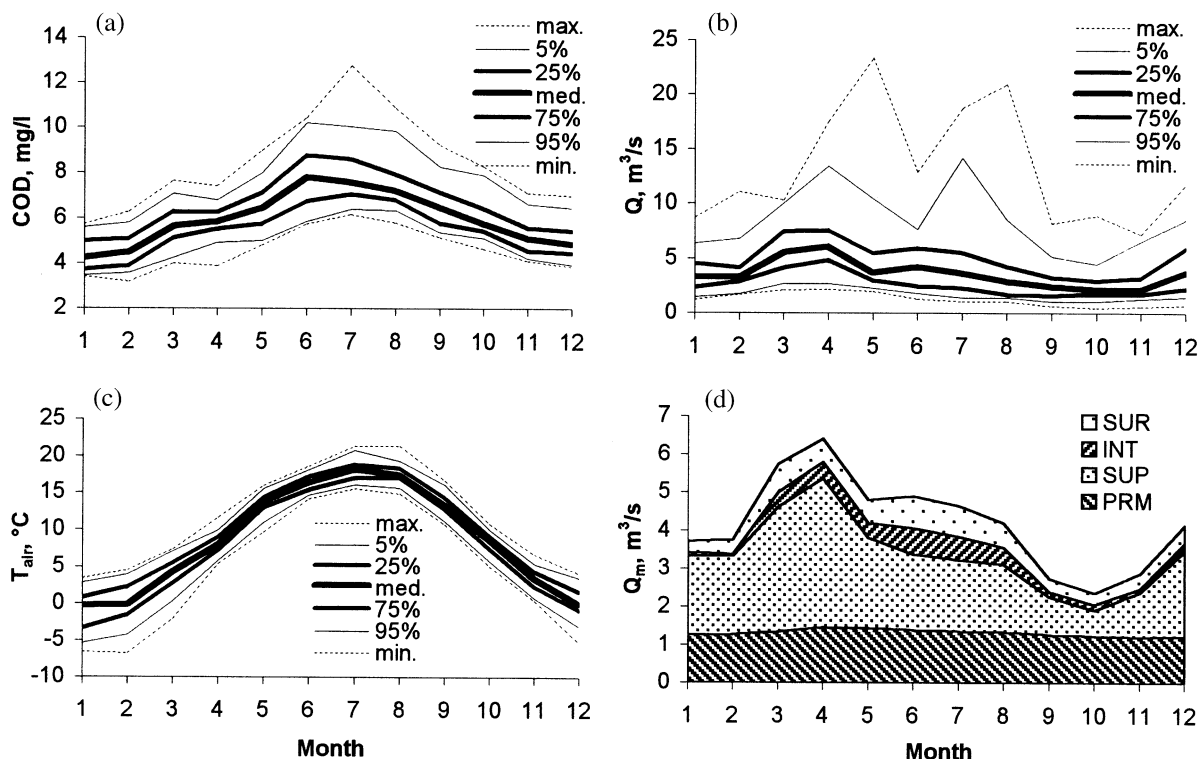 (a)
COD, mg/l
14
12
10
8
6
4
2
1 2 3 4 5 6 7 8 9 10 11 12
max.
5%
25%
med.
75%
95%
min.
(b)
Q, m³/s
25
20
15
10
5
0
1 2 3 4 5 6 7 8 9 10 11 12
max.
5%
25%
med.
75%
95%
min.
(c)
Tair, °C
25
20
15
10
5
0
-5
-10
1 2 3 4 5 6 7 8 9 10 11 12
Month
max.
5%
25%
med.
75%
95%
min.
(d)
Qm, m³/s
7
6
5
4
3
2
1
0
1 2 3 4 5 6 7 8 9 10 11 12
Month
SUR
INT
SUP
PRM